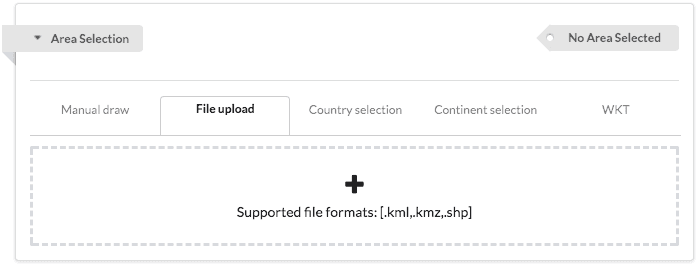 Area Selection
No Area Selected
Manual draw
File upload
Country selection
Continent selection
WKT
Supported file formats: [.kml,.kmz,.shp]